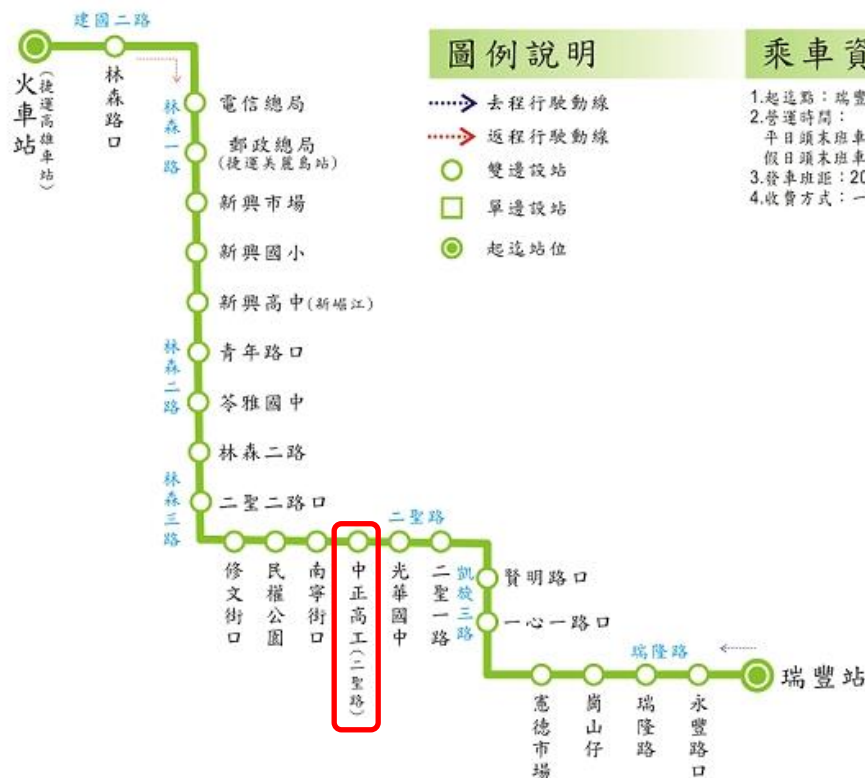 建國二路
火車站
(捷運高雄車站)
林森路口
林森一路
電信總局
郵政總局
(捷運美麗島站)
新興市場
新興國小
新興高中(新崛江)
林森二路
青年路口
苓雅國中
林森二路
林森三路
二聖二路口
二聖路
修文街口
民權公園
南寧街口
中正高工(二聖路)
光華國中
二聖一路
凱旋三路
賢明路口
一心一路口
瑞隆路
憲德市場
崗山仔
瑞隆路
永豐路口
瑞豐站
圖例說明
去程行駛動線
返程行駛動線
雙邊設站
單邊設站
起迄站位
乘車資
1.起迄點：瑞豐
2.營運時間：
平日頭末班車
假日頭末班車
3.發車班距：20
4.收費方式：一